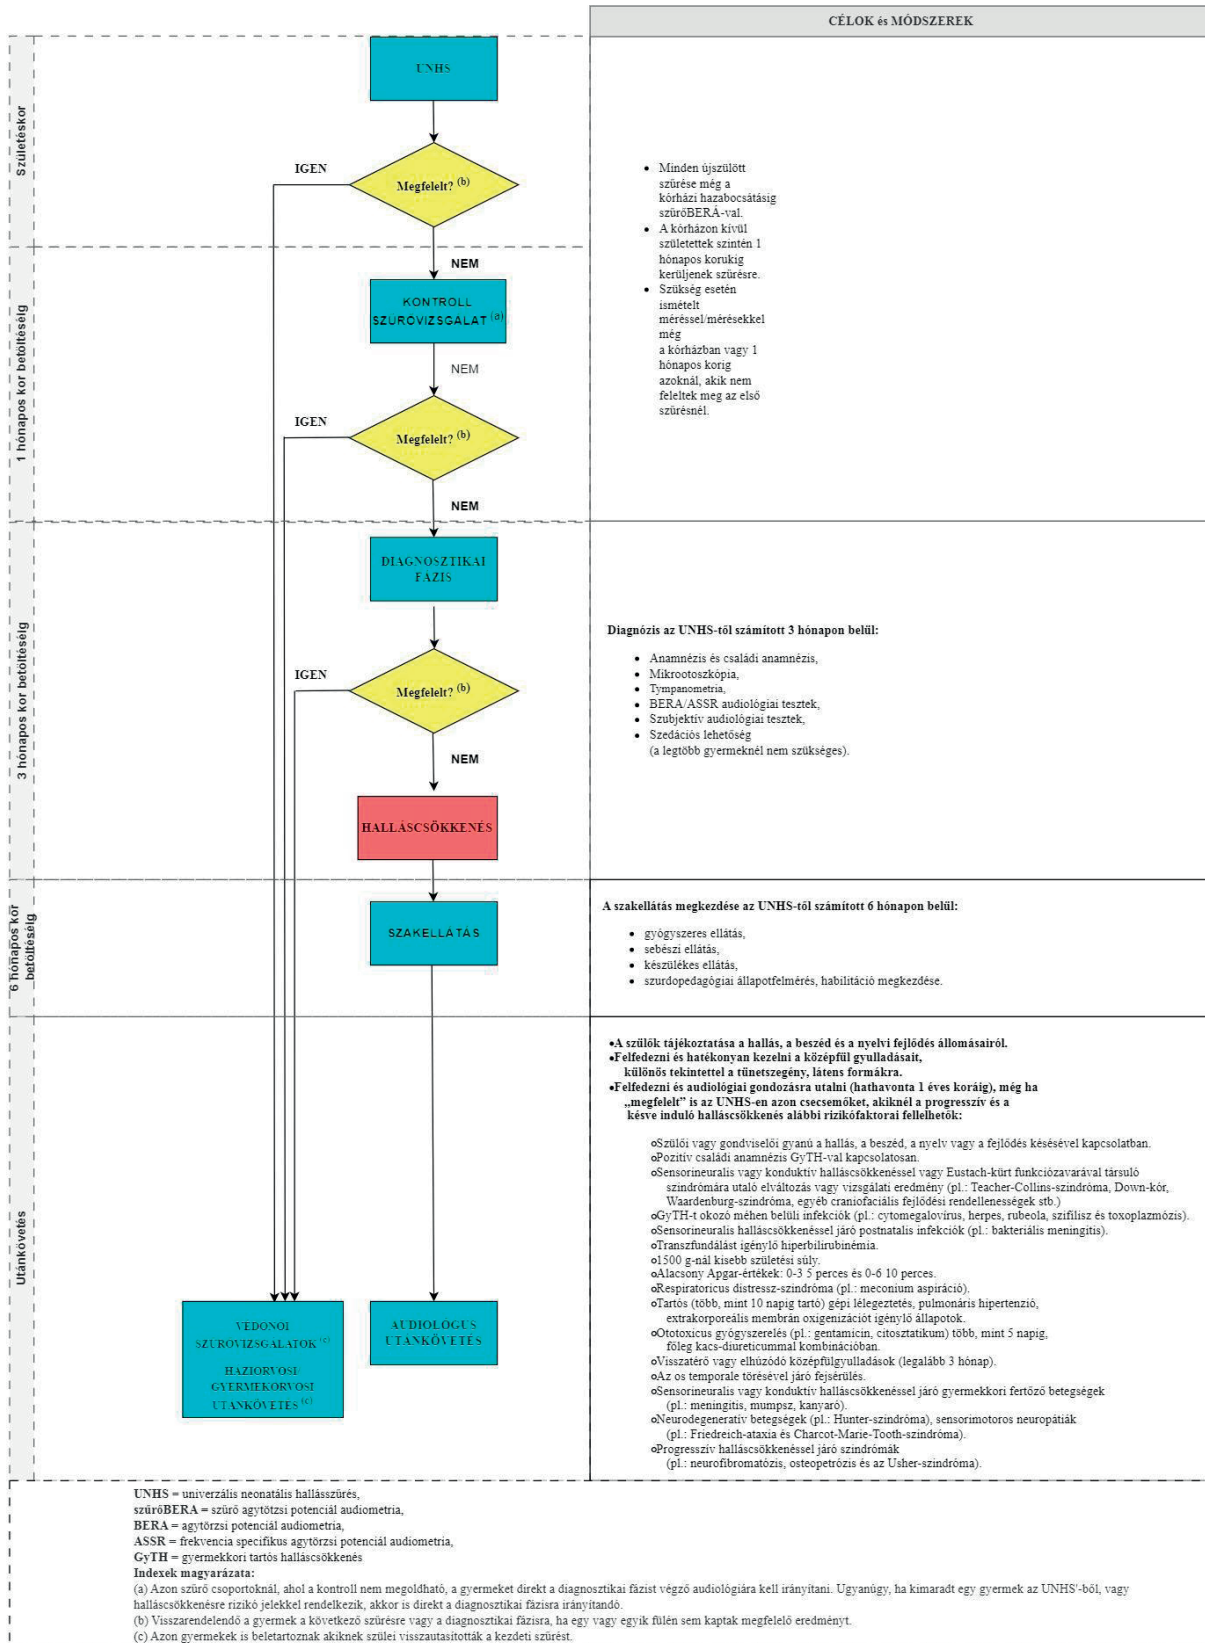 CÉLOK és MÓDSZEREK
Születéskor
UNHS
IGEN
Megfelelt? (b)
NEM
• Minden újszülött
szűrése még a
kórházi hazabocsátásig
szűrőBERÁ-val.
• A kórházon kívül
születettek szintén 1
hónapos korukig
kerüljenek szűrésre.
• Szükség esetén
ismételt
méréssel/mérésekkel
még
a kórházban vagy 1
hónapos korig
azoknál, akik nem
feleltek meg az első
szűrésnél.
1 hónapos kor betöltéséig
KONTROLL
SZŰRŐVIZSGÁLAT (a)
NEM
IGEN
Megfelelt? (b)
NEM
3 hónapos kor betöltéséig
DIAGNOSZTIKAI
FÁZIS
IGEN
Megfelelt? (b)
NEM
HALLÁSCSÖKKENÉS
Diagnózis az UNHS-től számított 3 hónapon belül:
• Anamnézis és családi anamnézis,
• Mikrootoszkópia,
• Tympanometria,
• BERA/ASSR audiológiai tesztek,
• Szubjektív audiológiai tesztek,
• Szedációs lehetőség
(a legtöbb gyermeknél nem szükséges).
6 hónapos kor
betöltéséig
SZAKELLÁTÁS
A szakellátás megkezdése az UNHS-től számított 6 hónapon belül:
• gyógyszeres ellátás,
• sebészi ellátás,
• készülékes ellátás,
• szurdopedagógiai állapotfelmérés, habilitáció megkezdése.
Utánkövetés
VÉDŐNŐI
SZŰRŐVIZSGÁLATOK (c)
HÁZIORVOSI/
GYERMEKORVOSI
UTÁNKÖVETÉS (c)
AUDIOLÓGUS
UTÁNKÖVETÉS
•A szülők tájékoztatása a hallás, a beszéd és a nyelvi fejlődés állomásairól.
•Felfedezni és hatékonyan kezelni a középfül gyulladásait,
különös tekintettel a tünetszegény, látens formákra.
•Felfedezni és audiológiai gondozásra utalni (hathavonta 1 éves koráig), még ha
„megfelelt” is az UNHS-en azon csecsemőket, akiknél a progresszív és a
késve induló halláscsökkenés alábbi rizikófaktorai fellelhetők:
oSzülői vagy gondviselői gyanú a hallás, a beszéd, a nyelv vagy a fejlődés késésével kapcsolatban.
oPozitív családi anamnézis GyTH-val kapcsolatosan.
oSensorineuralis vagy konduktív halláscsökkenéssel vagy Eustach-kürt funkciózavarával társuló
szindrómára utaló elváltozás vagy vizsgálati eredmény (pl.: Teacher-Collins-szindróma, Down-kór,
Waardenburg-szindróma, egyéb craniofaciális fejlődési rendellenességek stb.)
oGyTH-t okozó méhen belüli infekciók (pl.: cytomegalovírus, herpes, rubeola, szifilisz és toxoplazmózis).
oSensorineuralis halláscsökkenéssel járó postnatalis infekciók (pl.: bakteriális meningitis).
oTranszfundálást igénylő hiperbilirubinémia.
o1500 g-nál kisebb születési súly.
oAlacsony Apgar-értékek: 0-3 5 perces és 0-6 10 perces.
oRespiratoricus distressz-szindróma (pl.: meconium aspiráció).
oTartós (több, mint 10 napig tartó) gépi lélegeztetés, pulmonáris hipertenzió,
extrakorporeális membrán oxigenizációt igénylő állapotok.
oOtotoxicus gyógyszerelés (pl.: gentamicin, citosztatikum) több, mint 5 napig,
főleg kacs-diureticummal kombinációban.
oVisszatérő vagy elhúzódó középfülgyulladások (legalább 3 hónap).
oAz os temporale törésével járó fejsérülés.
oSensorineuralis vagy konduktív halláscsökkenéssel járó gyermekkori fertőző betegségek
(pl.: meningitis, mumpsz, kanyaró).
oNeurodegeneratív betegségek (pl.: Hunter-szindróma), sensorimotoros neuropátiák
(pl.: Friedreich-ataxia és Charcot-Marie-Tooth-szindróma).
oProgresszív halláscsökkenéssel járó szindrómák
(pl.: neurofibromatózis, osteopetrózis és az Usher-szindróma).
UNHS = univerzális neonatális hallásszűrés,
szűrőBERA = szűrő agytötzsi potenciál audiometria,
BERA = agytörzsi potenciál audiometria,
ASSR = frekvencia specifikus agytörzsi potenciál audiometria,
GyTH = gyermekkori tartós halláscsökkenés
Indexek magyarázata:
(a) Azon szűrő csoportoknál, ahol a kontroll nem megoldható, a gyermeket direkt a diagnosztikai fázist végző audiológiára kell irányítani. Ugyanúgy, ha kimaradt egy gyermek az UNHS'-ből, vagy
halláscsökkenésre rizikó jelekkel rendelkezik, akkor is direkt a diagnosztikai fázisra irányítandó.
(b) Visszarendelendő a gyermek a következő szűrésre vagy a diagnosztikai fázisra, ha egy vagy egyik fülén sem kaptak megfelelő eredményt.
(c) Azon gyermekek is beletartoznak akiknek szülei visszautasították a kezdeti szűrést.